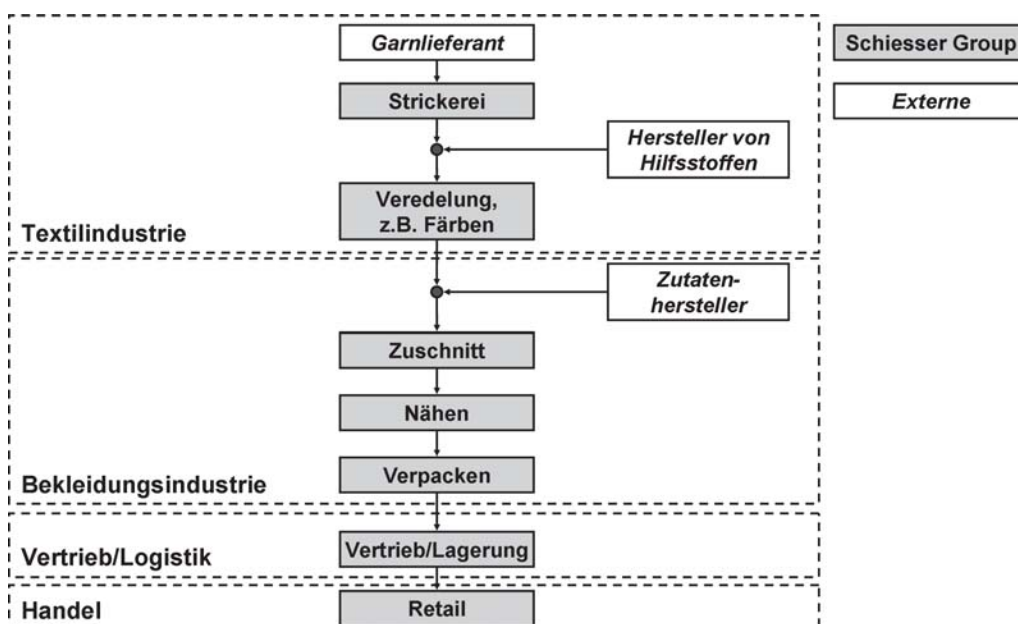 Garnlieferant
Schiesser Group
Strickerei
Externe
Hersteller von
Hilfsstoffen
Veredelung,
z.B. Färben
Textilindustrie
Zutaten-
hersteller
Zuschnitt
Nähen
Verpacken
Bekleidungsindustrie
Vertrieb/Lagerung
Vertrieb/Logistik
Retail
Handel